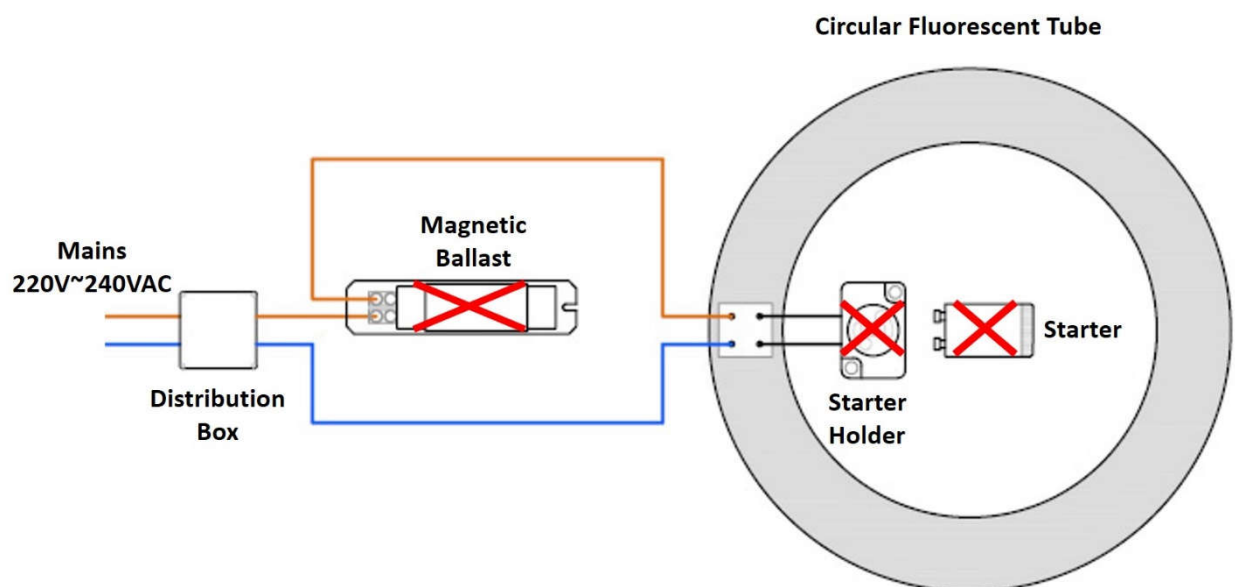 Circular Fluorescent Tube
Magnetic
Ballast
Mains
220V~240VAC
Starter
Distribution
Box
Starter
Holder